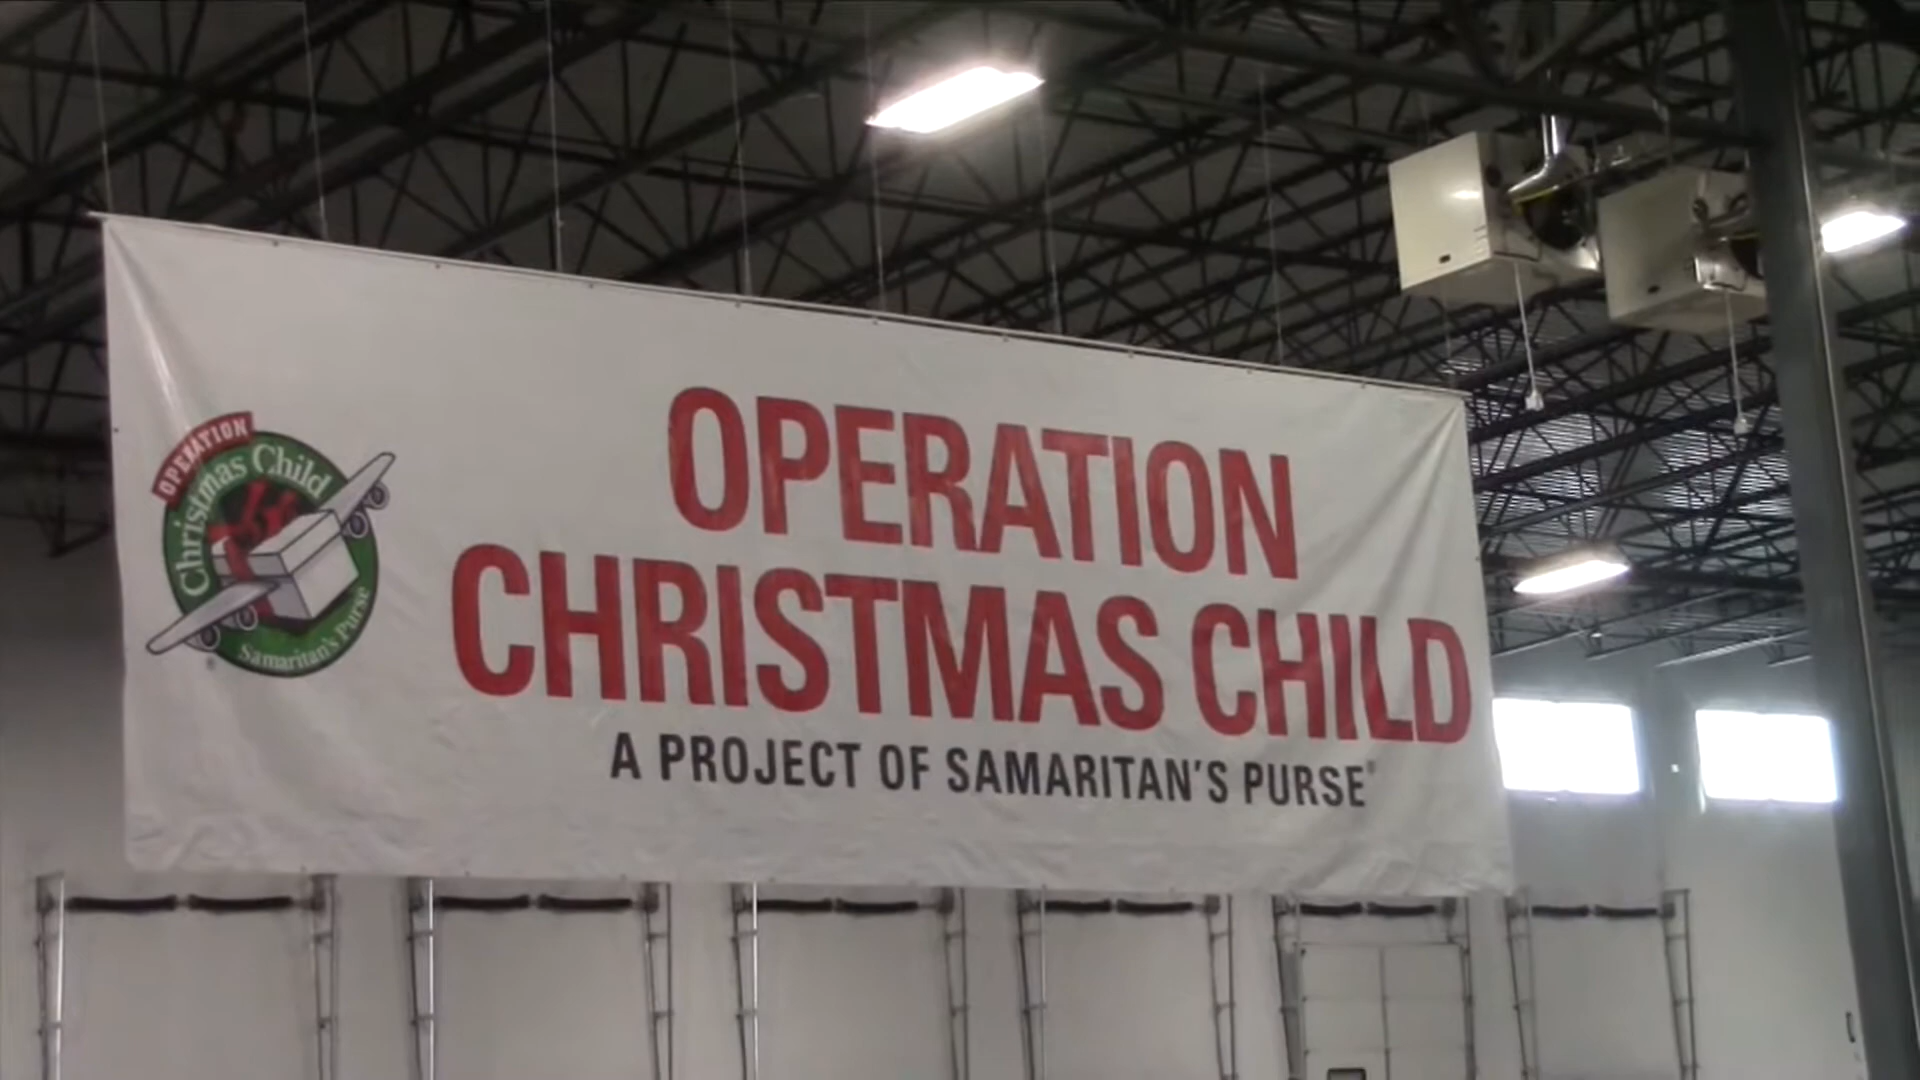 OPERATION
Christmas Child
Samaritan's Purse
®
OPERATION
CHRISTMAS CHILD
A PROJECT OF SAMARITAN'S PURSE®